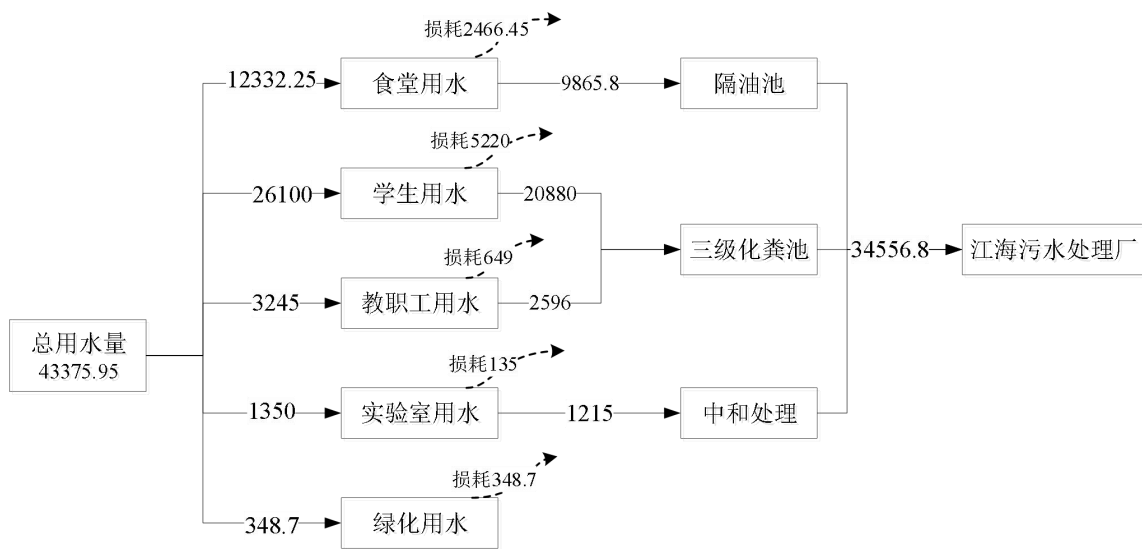 损耗2466.45
12332.25
食堂用水
9865.8
隔油池
损耗5220
26100
学生用水
20880
三级化粪池
34556.8
江海污水处理厂
损耗649
3245
教职工用水
2596
总用水量
43375.95
损耗135
1350
实验室用水
1215
中和处理
损耗348.7
348.7
绿化用水